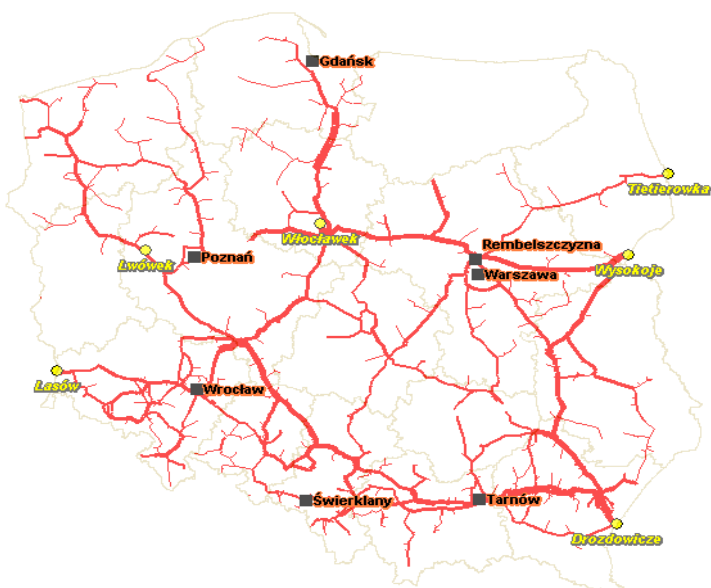 Gdańsk
Tietierowka
Włocławek
Rembelszczyzna
Lwówek
Poznań
Wysokoje
Warszawa
Lasów
Wrocław
Świerklany
Tarnów
Drozdowicze